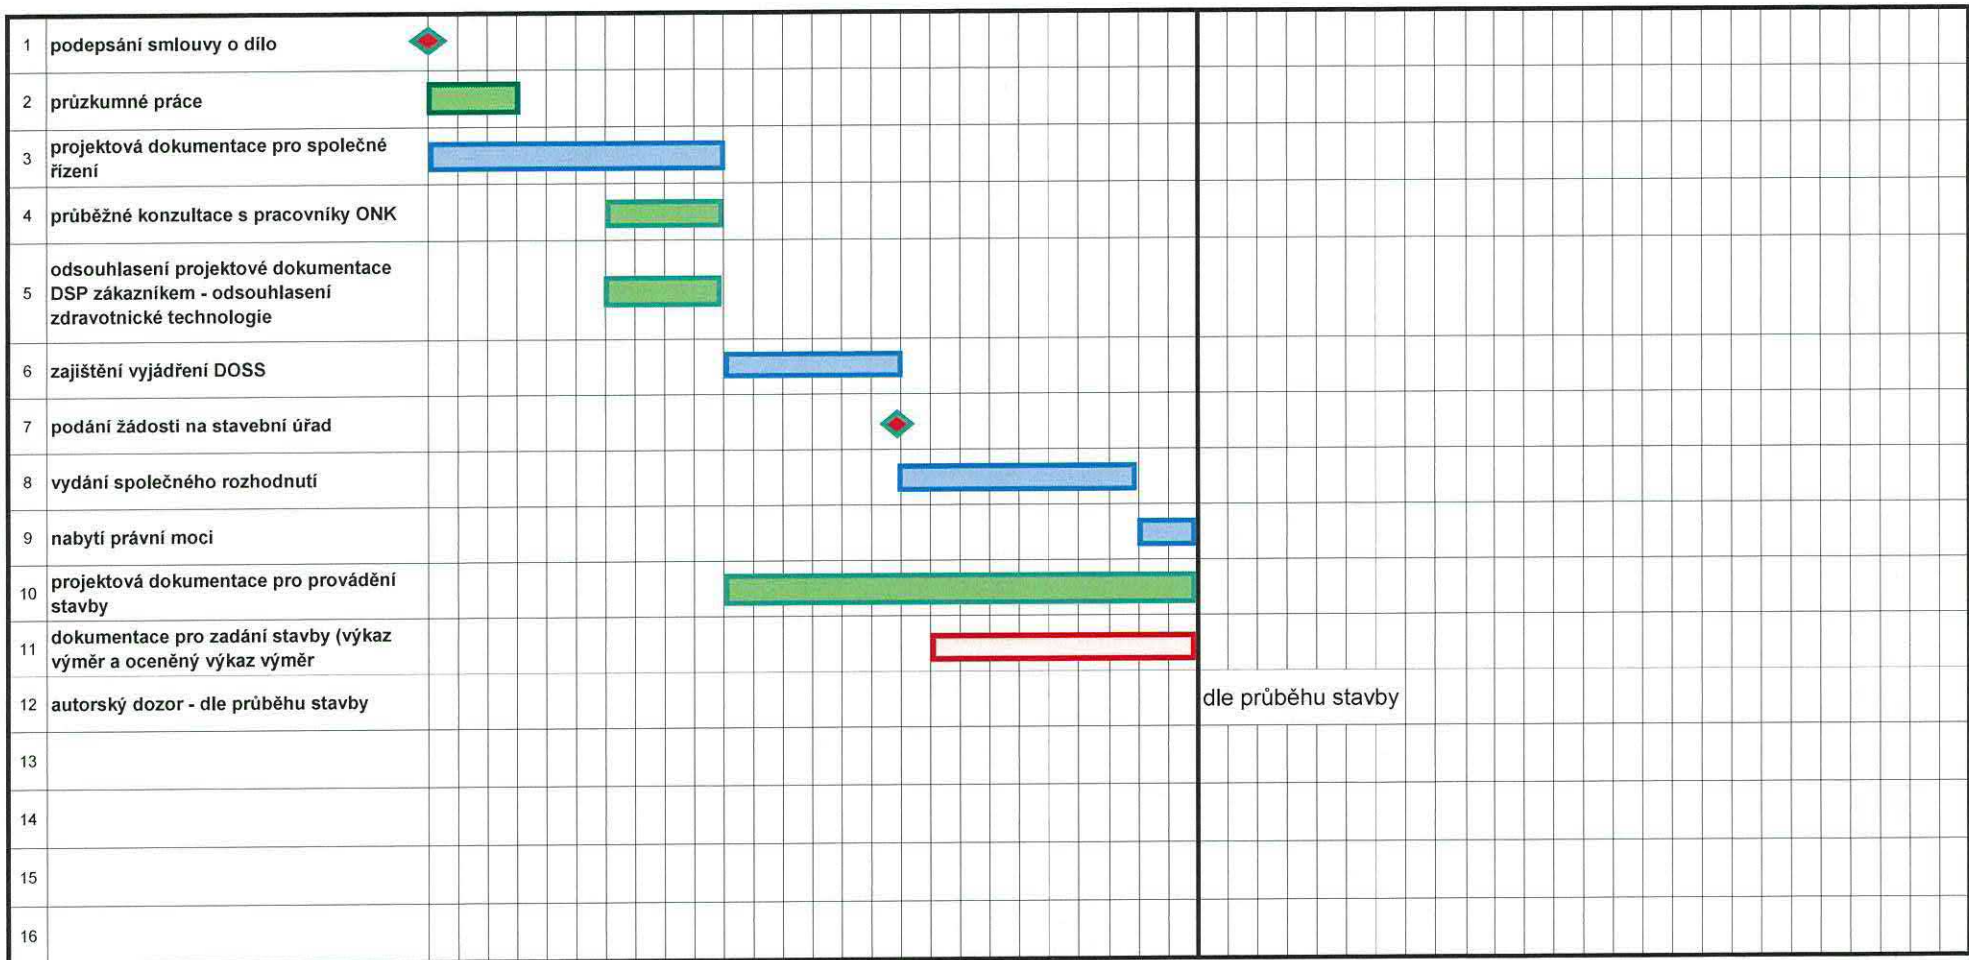 1 podepsání smlouvy o dílo
2 průzkumné práce
3 projektová dokumentace pro společné
řízení
4 průběžné konzultace s pracovníky ONK
5 odsouhlasení projektové dokumentace
DSP zákazníkem - odsouhlasení
zdravotnické technologie
6 zajištění vyjádření DOSS
7 podání žádosti na stavební úřad
8 vydání společného rozhodnutí
9 nabytí právní moci
10 projektová dokumentace pro provádění
stavby
11 dokumentace pro zadání stavby (výkaz
výměr a oceněný výkaz výměr
12 autorský dozor - dle průběhu stavby
dle průběhu stavby
13
14
15
16